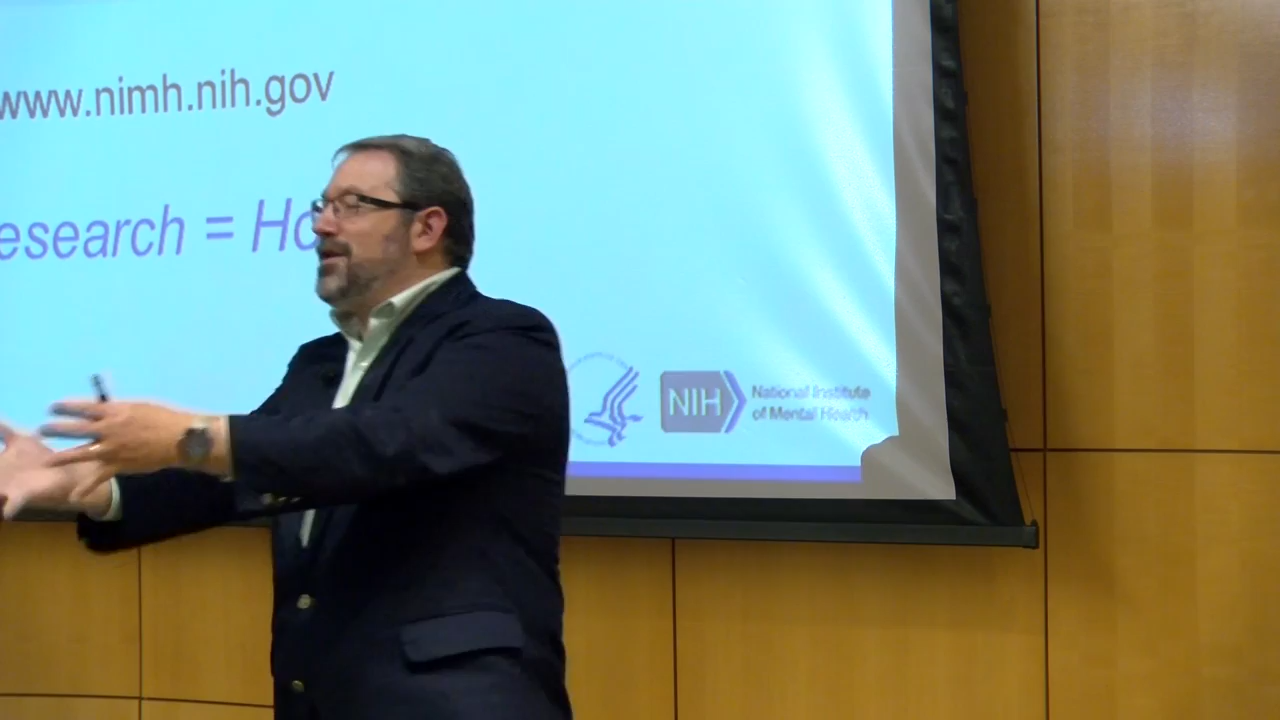 www.nimh.nih.gov
esearch = Ho
NIH
National Institute
of Mental Health